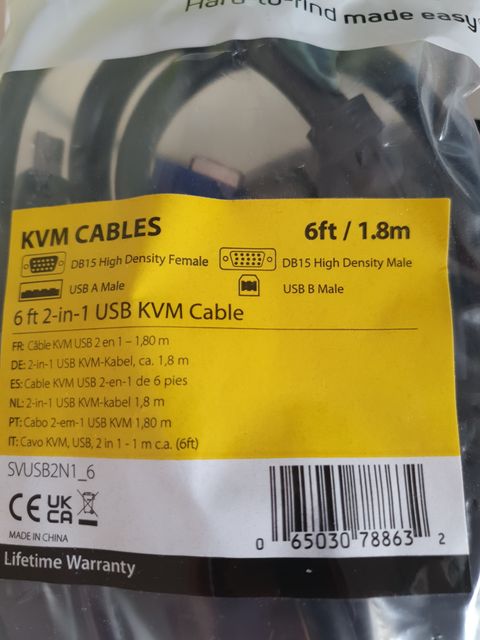 Hard-to-find made easy
KVM CABLES
6ft / 1.8m
DB15 High Density Female
DB15 High Density Male
USB A Male
USB B Male
6 ft 2-in-1 USB KVM Cable
FR: Câble KVM USB 2 en 1 – 1,80 m
DE: 2-in-1 USB KVM-Kabel, ca. 1,8 m
ES: Cable KVM USB 2-en-1 de 6 pies
NL: 2-in-1 USB KVM-kabel 1,8 m
PT: Cabo 2-em-1 USB KVM 1,80 m
IT: Cavo KVM, USB, 2 in 1 - 1 m c.a. (6ft)
SVUSB2N1_6
CE UK CA
MADE IN CHINA
0 65030 78863 2
Lifetime Warranty